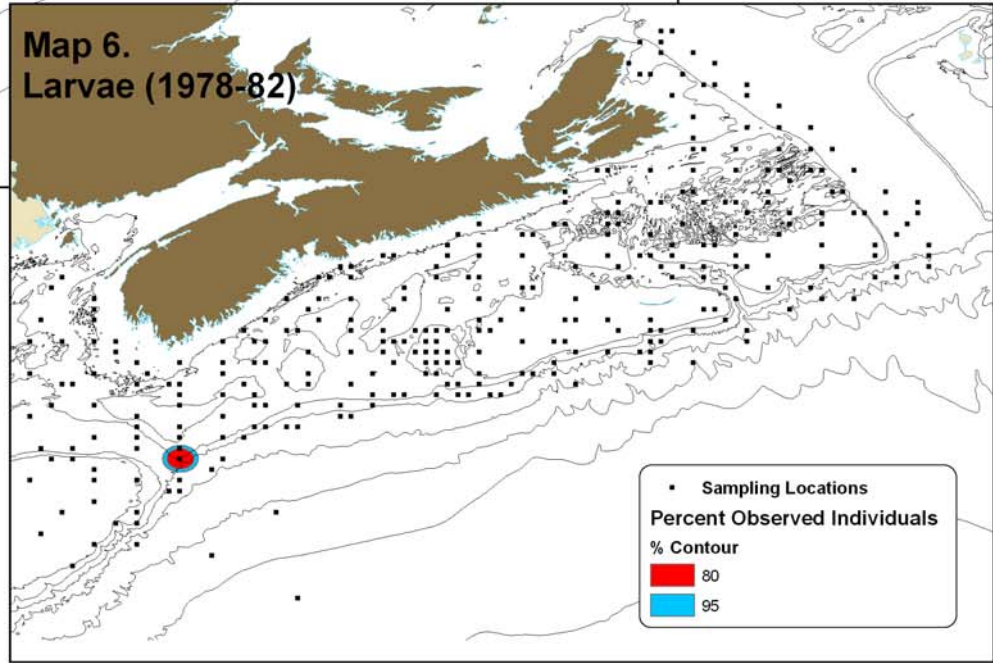 Map 6.
Larvae (1978-82)
Sampling Locations
Percent Observed Individuals
% Contour
80
95